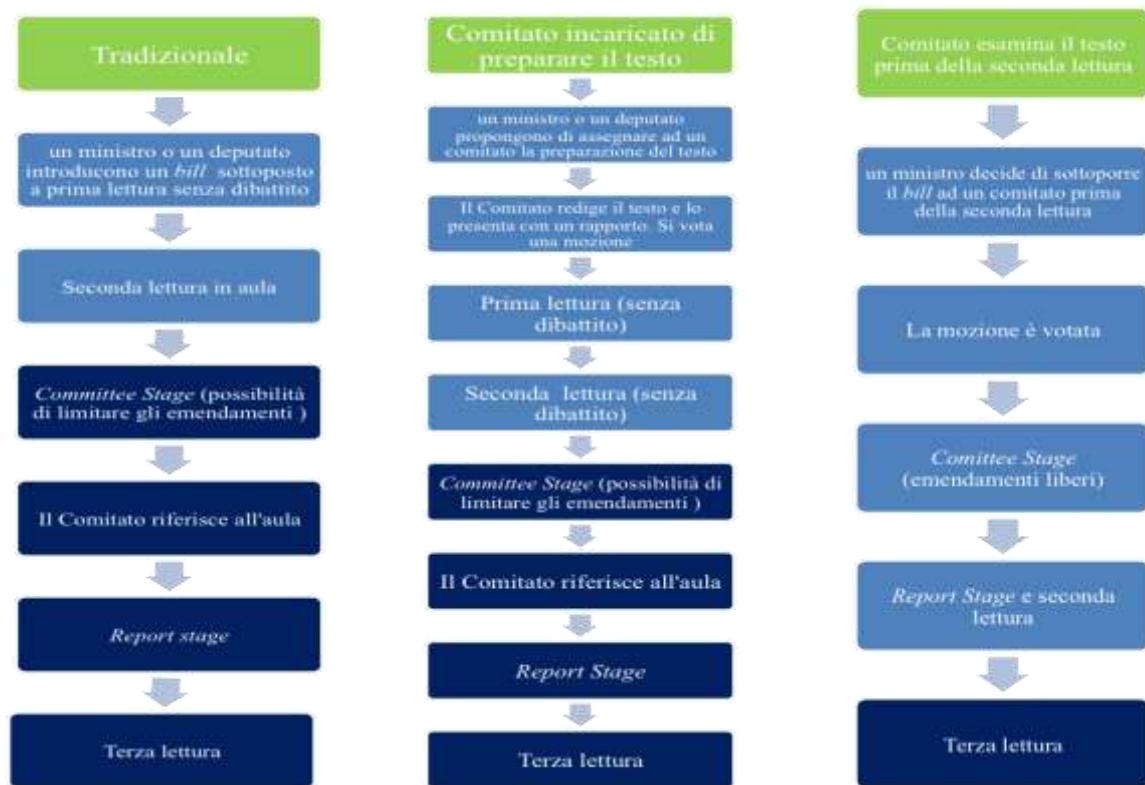 Tradizionale
un ministro o un deputato
introducono un bill sottoposto
a prima lettura senza dibattito
Seconda lettura in aula
Committee Stage (possibilità
di limitare gli emendamenti )
Il Comitato riferisce all'aula
Report stage
Terza lettura
Comitato incaricato di
preparare il testo
un ministro o un deputato
propongono di assegnare ad un
comitato la preparazione del testo
Il Comitato redige il testo e lo
presenta con un rapporto. Si vota
una mozione
Prima lettura (senza
dibattito)
Seconda lettura (senza
dibattito)
Committee Stage (possibilità di
limitare gli emendamenti )
Il Comitato riferisce all'aula
Report Stage
Terza lettura
Comitato esamina il testo
prima della seconda lettura
un ministro decide di sottoporre
il bill ad un comitato prima
della seconda lettura
La mozione è votata
Comittee Stage
(emendamenti liberi)
Report Stage e seconda
lettura
Terza lettura